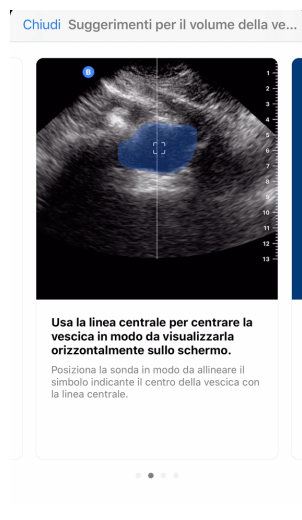 Chiudi Suggerimenti per il volume della ve...
B
1
2
3
4
5
6
7
8
9
10
11
12
13
Usa la linea centrale per centrare la
vescica in modo da visualizzarla
orizzontalmente sullo schermo.
Posiziona la sonda in modo da allineare il
simbolo indicante il centro della vescica con
la linea centrale.